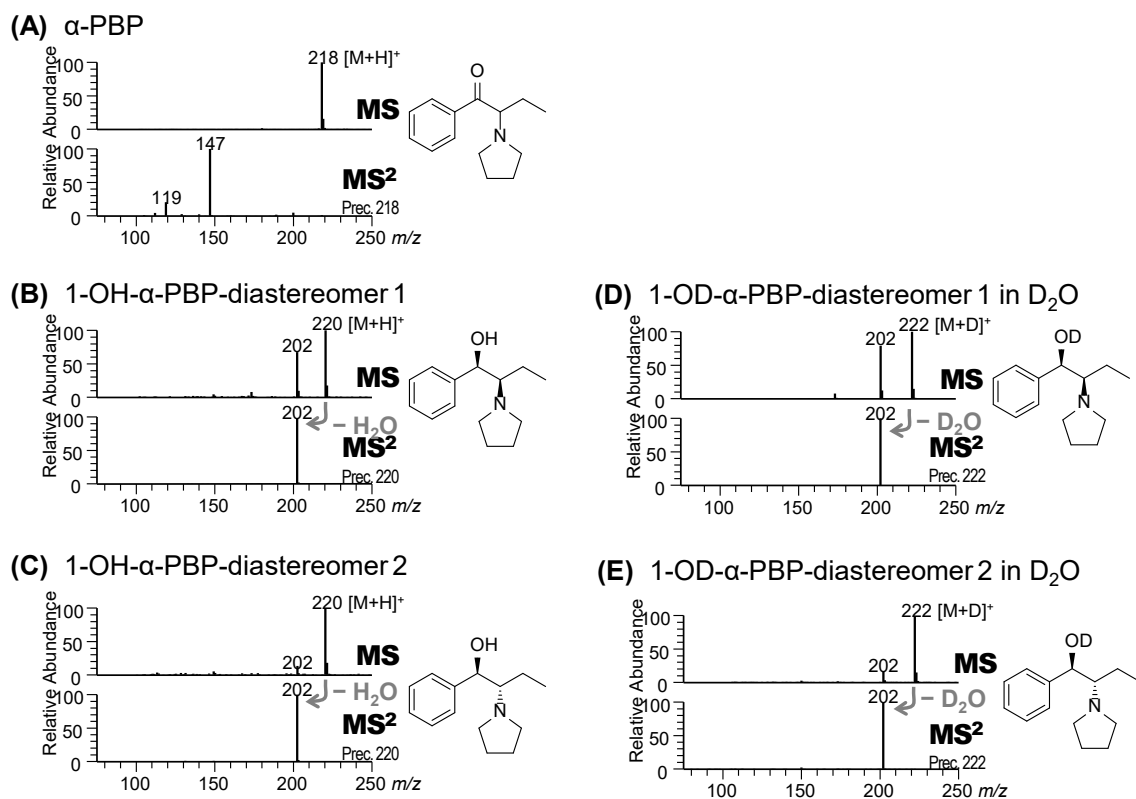 (A) α-PBP
Relative Abundance
100
50
0
218 [M+H]⁺
MS
Relative Abundance
100
50
0
147
119
MS²
Prec. 218
100 150 200 250 m/z
O
N
(B) 1-OH-α-PBP-diastereomer 1
Relative Abundance
100
50
0
220 [M+H]⁺
202
MS
100
50
0
202
– H₂O
MS²
Prec. 220
100 150 200 250 m/z
OH
N
(D) 1-OD-α-PBP-diastereomer 1 in D₂O
Relative Abundance
100
50
0
222 [M+D]⁺
202
MS
100
50
0
202
– D₂O
MS²
Prec. 222
100 150 200 250 m/z
OD
N
(C) 1-OH-α-PBP-diastereomer 2
Relative Abundance
100
50
0
220 [M+H]⁺
202
MS
100
50
0
202
– H₂O
MS²
Prec. 220
100 150 200 250 m/z
OH
N
(E) 1-OD-α-PBP-diastereomer 2 in D₂O
Relative Abundance
100
50
0
222 [M+D]⁺
202
MS
100
50
0
202
– D₂O
MS²
Prec. 222
100 150 200 250 m/z
OD
N